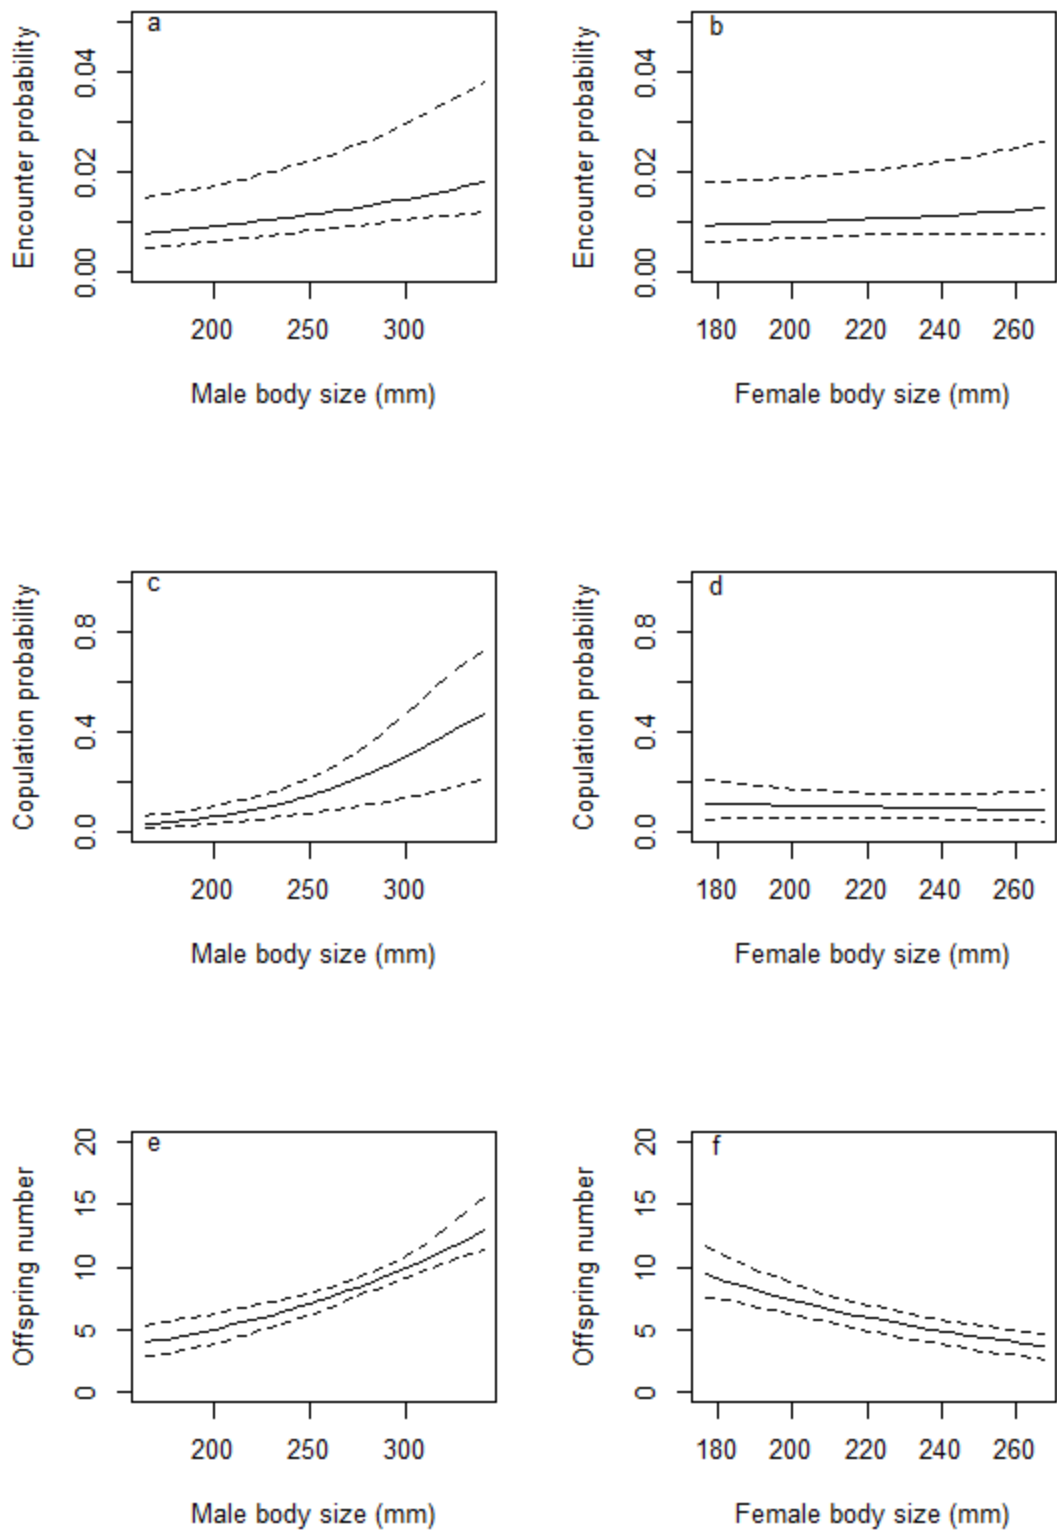 a
Encounter probability
0.00 0.02 0.04
200 250 300
Male body size (mm)
b
Encounter probability
0.00 0.02 0.04
180 200 220 240 260
Female body size (mm)
c
Copulation probability
0.0 0.4 0.8
200 250 300
Male body size (mm)
d
Copulation probability
0.0 0.4 0.8
180 200 220 240 260
Female body size (mm)
e
Offspring number
0 5 10 15 20
200 250 300
Male body size (mm)
f
Offspring number
0 5 10 15 20
180 200 220 240 260
Female body size (mm)